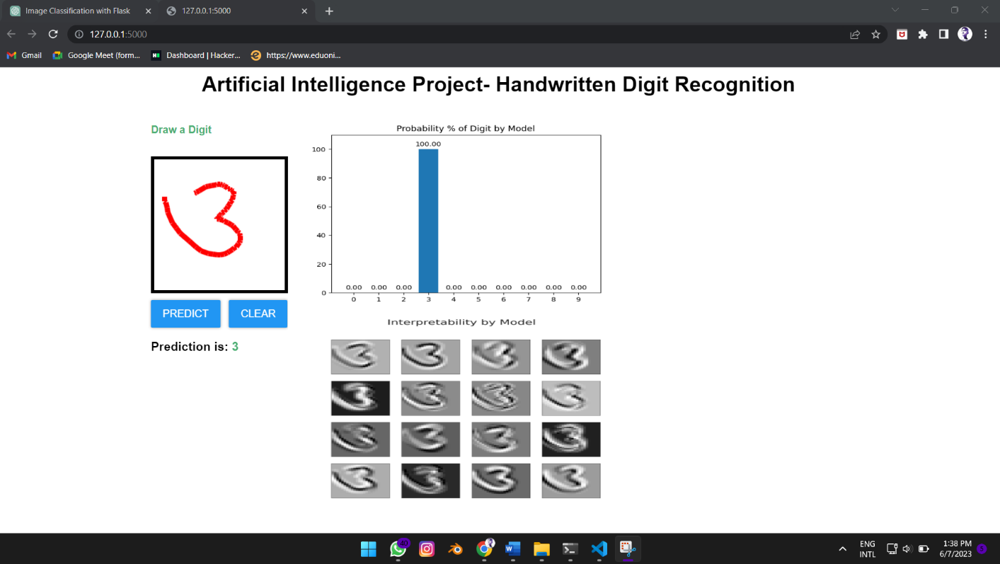 Image Classification with Flask
127.0.0.1:5000
127.0.0.1:5000
Gmail
Google Meet (form...
Dashboard | Hacker...
https://www.eduoni...
Artificial Intelligence Project- Handwritten Digit Recognition
Draw a Digit
3
PREDICT
CLEAR
Prediction is: 3
Probability % of Digit by Model
100.00
100
80
60
40
20
0
0.00 0.00 0.00 0.00 0.00 0.00 0.00 0.00 0.00
0 1 2 3 4 5 6 7 8 9
Interpretability by Model
40
ENG
INTL
1:38 PM
6/7/2023
5